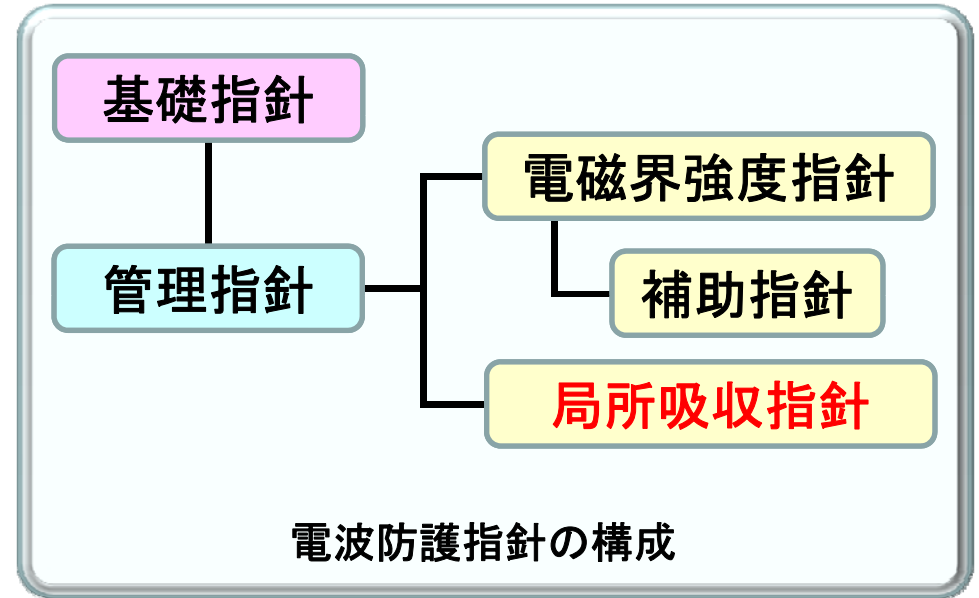 基礎指針
電磁界強度指針
管理指針
補助指針
局所吸収指針
電波防護指針の構成